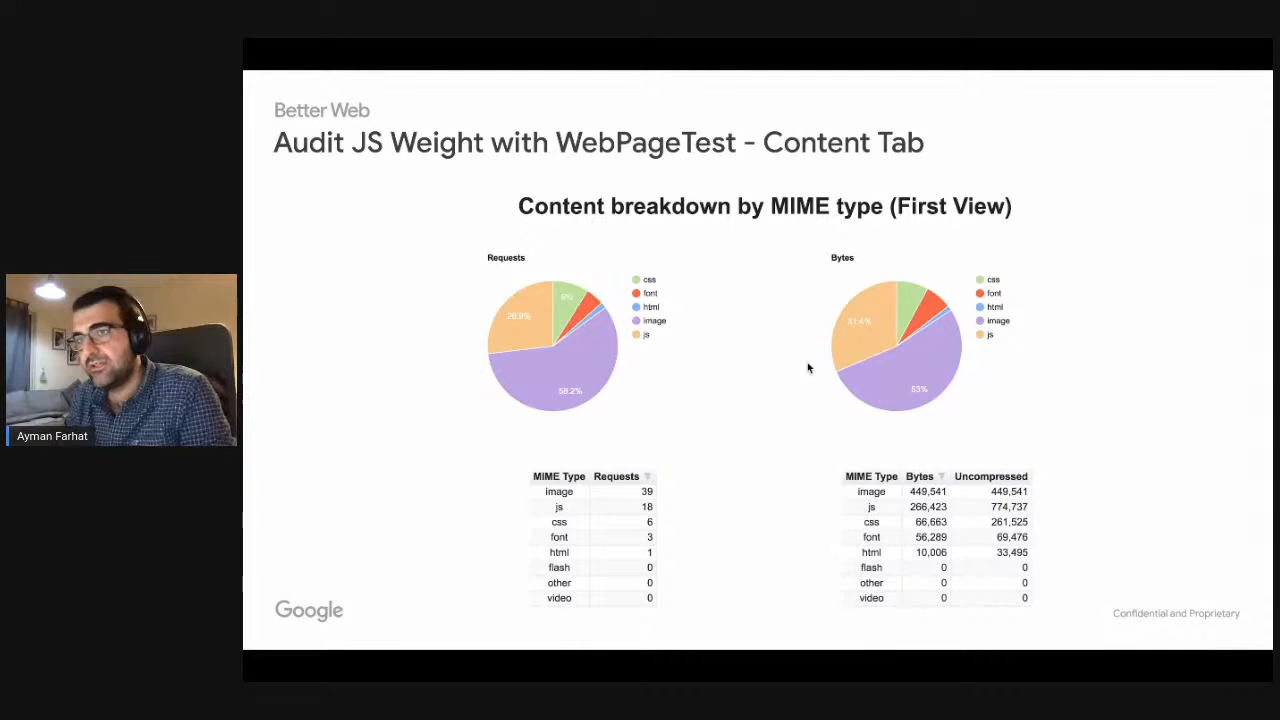 Better Web
Audit JS Weight with WebPageTest - Content Tab
Content breakdown by MIME type (First View)
Requests
css
font
html
image
js
9%
26.9%
58.2%
Bytes
css
font
html
image
js
31.4%
53%
Ayman Farhat
MIME Type Requests
image 39
js 18
css 6
font 3
html 1
flash 0
other 0
video 0
MIME Type Bytes Uncompressed
image 449,541 449,541
js 266,423 774,737
css 66,663 261,525
font 56,289 69,476
html 10,006 33,495
flash 0 0
other 0 0
video 0 0
Google
Confidential and Proprietary